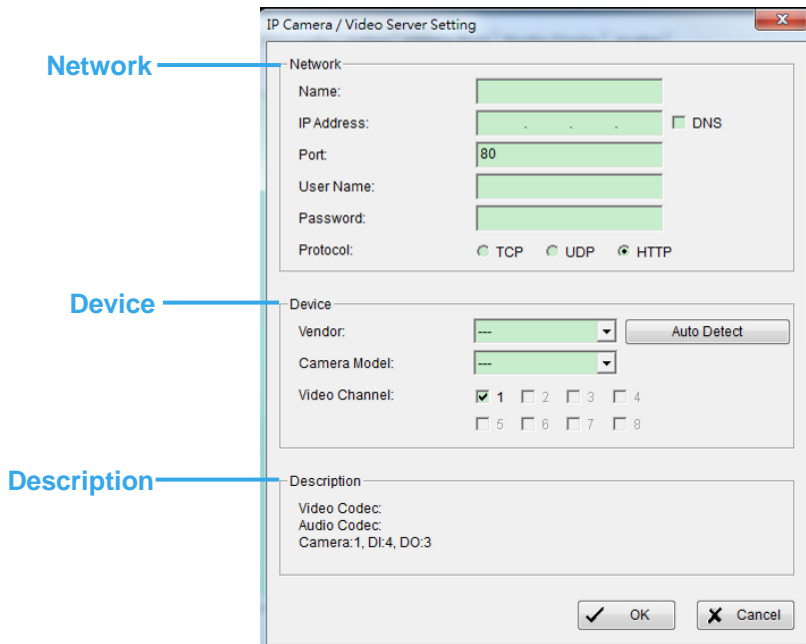 IP Camera / Video Server Setting
Network
Network
Name:
IP Address: . . . DNS
Port: 80
User Name:
Password:
Protocol: TCP UDP HTTP
Device
Device
Vendor: --- Auto Detect
Camera Model: ---
Video Channel: 1 2 3 4
5 6 7 8
Description
Description
Video Codec:
Audio Codec:
Camera:1, DI:4, DO:3
OK Cancel